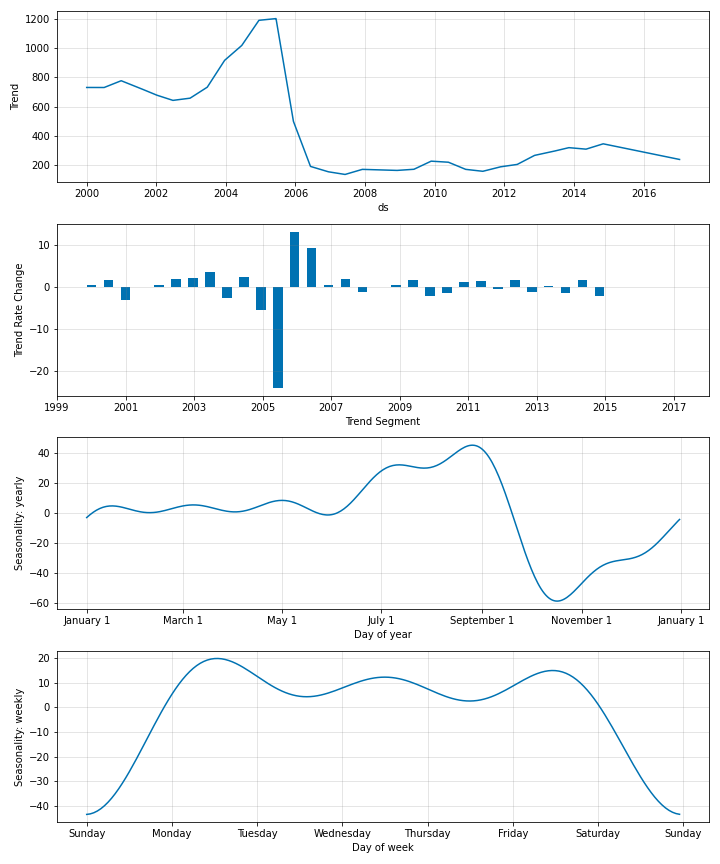 1200
1000
800
600
400
200
Trend
2000 2002 2004 2006 2008 2010 2012 2014 2016
ds
10
0
−10
−20
Trend Rate Change
1999 2001 2003 2005 2007 2009 2011 2013 2015 2017
Trend Segment
40
20
0
−20
−40
−60
Seasonality: yearly
January 1 March 1 May 1 July 1 September 1 November 1 January 1
Day of year
20
10
0
−10
−20
−30
−40
Seasonality: weekly
Sunday Monday Tuesday Wednesday Thursday Friday Saturday Sunday
Day of week